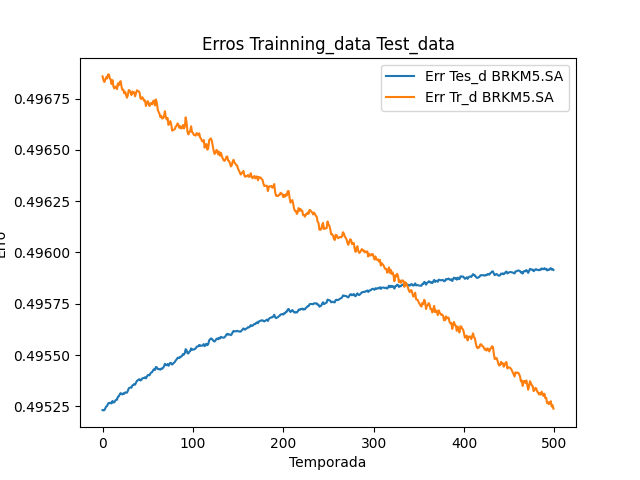 Erros Trainning_data Test_data
Err Tes_d BRKM5.SA
Err Tr_d BRKM5.SA
0.49675
0.49650
0.49625
0.49600
0.49575
0.49550
0.49525
Erro
0
100
200
300
400
500
Temporada